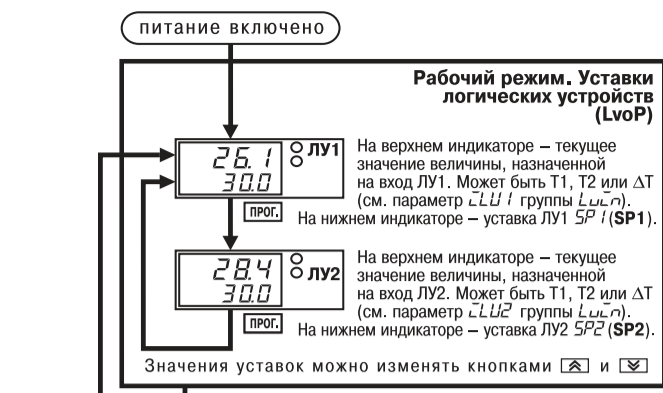 питание включено
Рабочий режим. Уставки
логических устройств
(LvoP)
26.1
30.0
ЛУ1
ПРОГ.
На верхнем индикаторе – текущее
значение величины, назначенной
на вход ЛУ1. Может быть Т1, Т2 или ΔТ
(см. параметр iLU1 группы Lvin).
На нижнем индикаторе – уставка ЛУ1 SP1 (SP1).
28.4
30.0
ЛУ2
ПРОГ.
На верхнем индикаторе – текущее
значение величины, назначенной
на вход ЛУ2. Может быть Т1, Т2 или ΔТ
(см. параметр iLU2 группы Lvin).
На нижнем индикаторе – уставка ЛУ2 SP2 (SP2).
Значения уставок можно изменять кнопками и